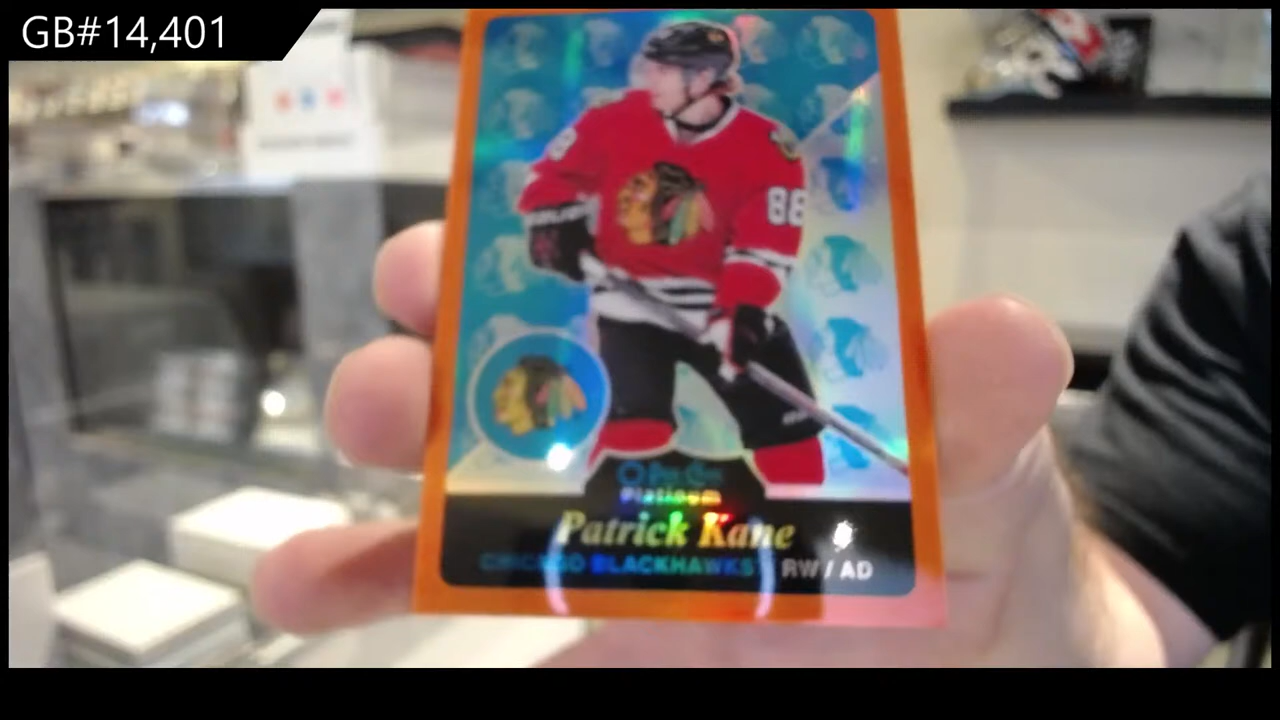 GB#14,401
88
O-Pee-Chee
Platinum
Patrick Kane
CHICAGO BLACKHAWKS RW / AD